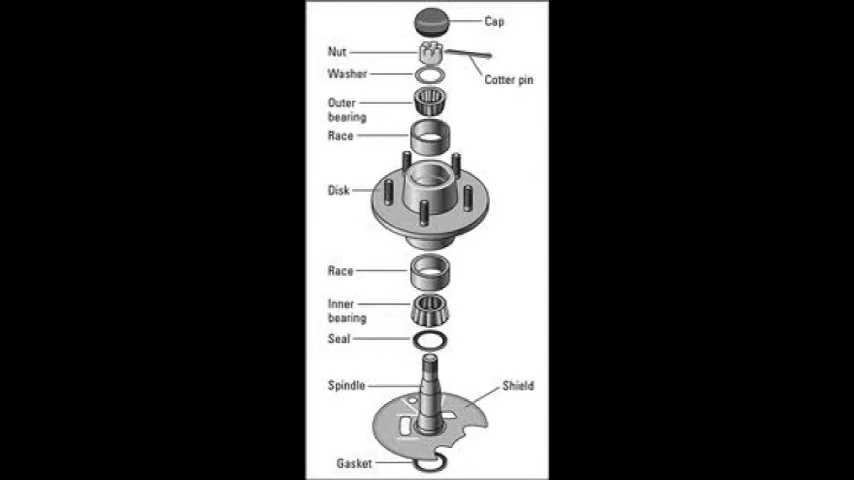 Cap
Nut
Washer
Cotter pin
Outer
bearing
Race
Disk
Race
Inner
bearing
Seal
Spindle
Shield
Gasket